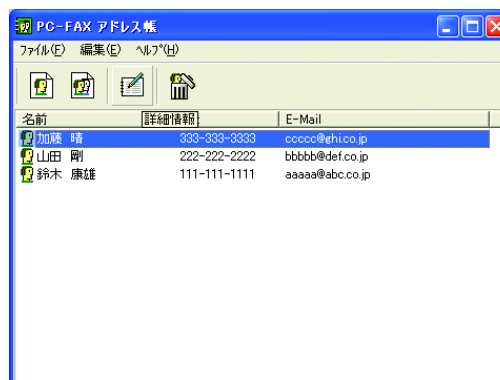 PC-FAX アドレス帳
ファイル(F) 編集(E) ヘルプ(H)
名前 詳細情報 E-Mail
加藤 晴 333-333-3333 ccccc@ghi.co.jp
山田 剛 222-222-2222 bbbbb@def.co.jp
鈴木 康雄 111-111-1111 aaaaa@abc.co.jp